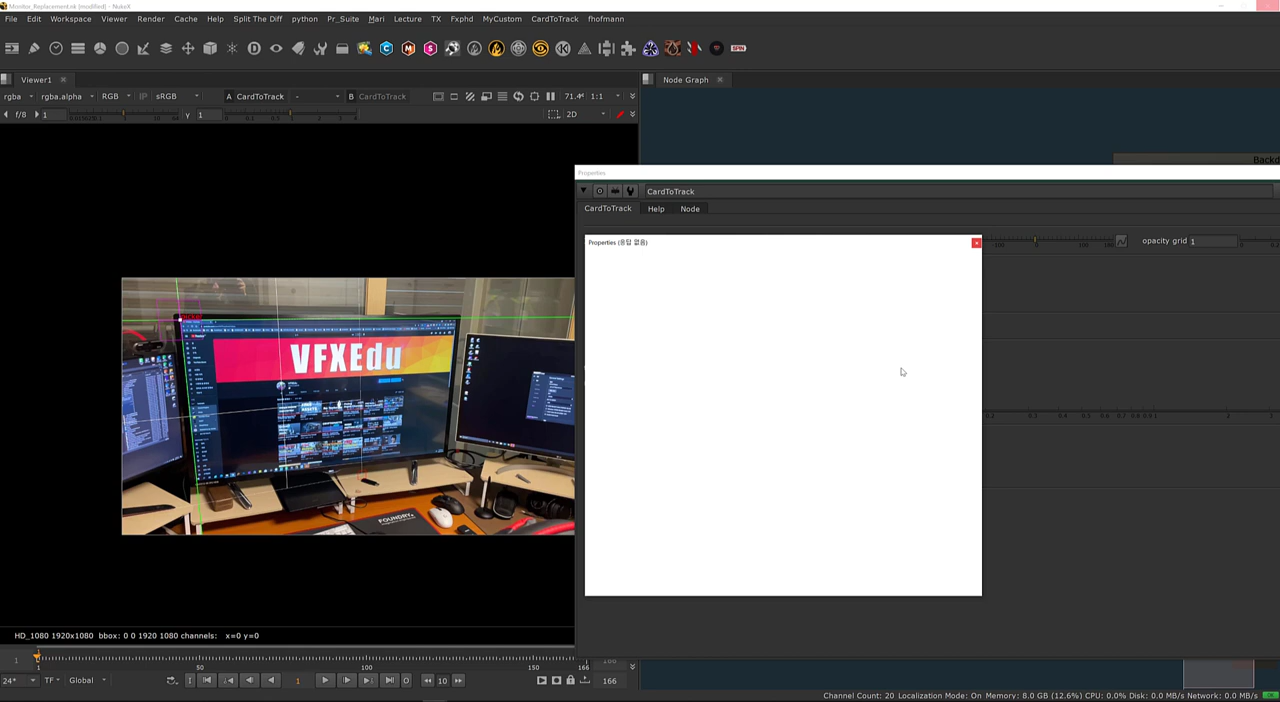 Monitor_Replacement.nk [modified] - NukeX
File Edit Workspace Viewer Render Cache Help Split The Diff python Pr_Suite Mari Lecture TX Fxphd MyCustom CardToTrack fhofmann
Viewer1
Node Graph
rgba rgba.alpha RGB IP sRGB A CardToTrack - B CardToTrack 71.4 1:1
f/8 1 Y 1 2D
Backd
Properties
CardToTrack
CardToTrack Help Node
opacity grid 1
Properties (응답 없음)
VFXEdu
FOUNDRY
HD_1080 1920x1080 bbox: 0 0 1920 1080 channels: x=0 y=0
1 1 50 100 150 166
24* TF Global 1 10 166
Channel Count: 20 Localization Mode: On Memory: 8.0 GB (12.6%) CPU: 0.0% Disk: 0.0 MB/s Network: 0.0 MB/s